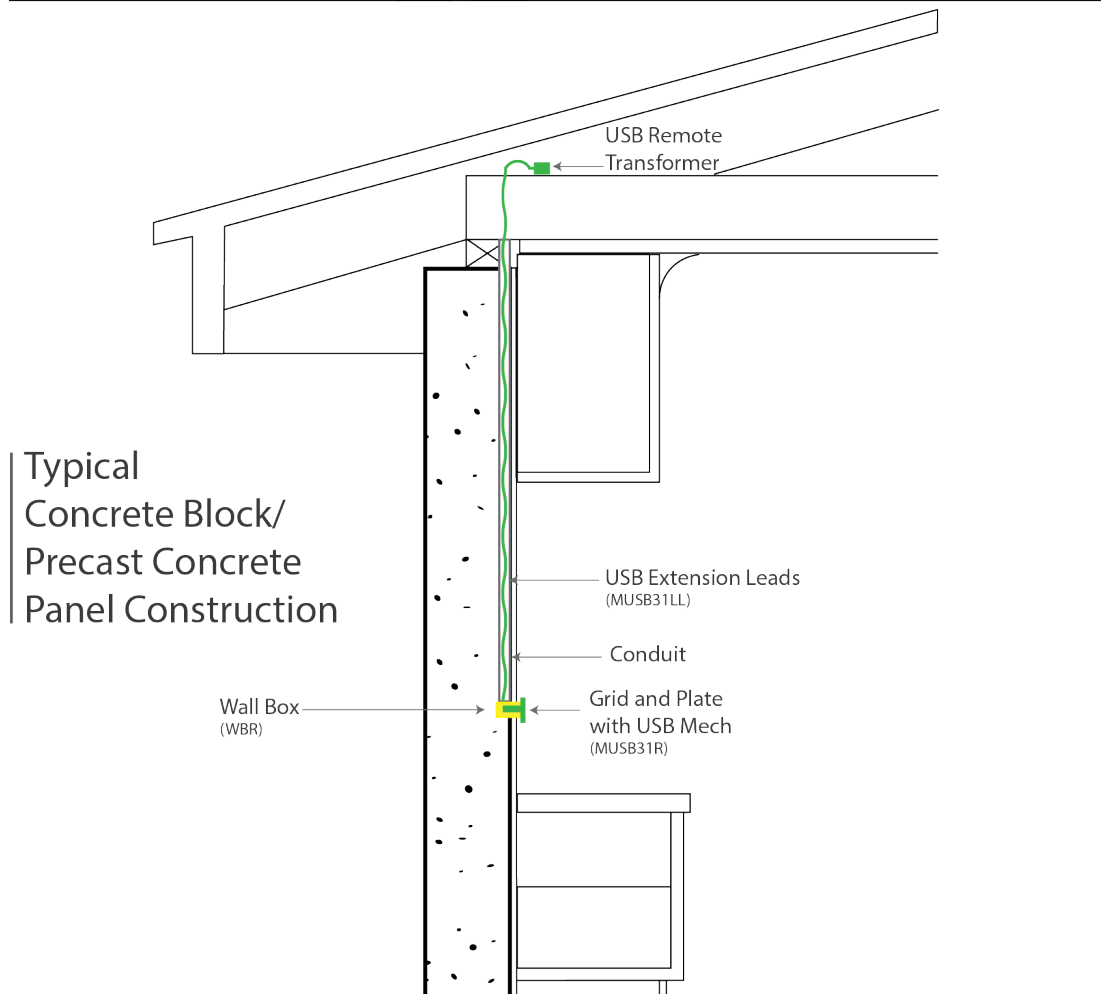 USB Remote
Transformer
Typical
Concrete Block/
Precast Concrete
Panel Construction
USB Extension Leads
(MUSB31LL)
Conduit
Wall Box
(WBR)
Grid and Plate
with USB Mech
(MUSB31R)